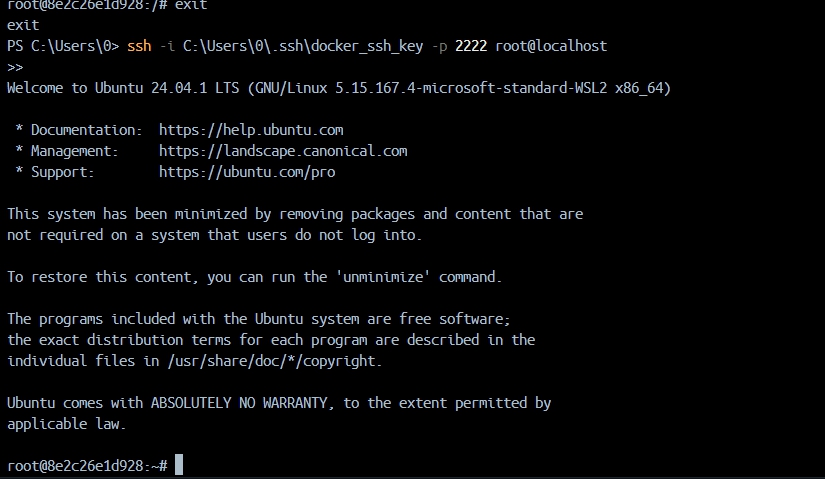 root@8e2c26e1d928:/# exit
exit
PS C:\Users\0> ssh -i C:\Users\0\.ssh\docker_ssh_key -p 2222 root@localhost
>>
Welcome to Ubuntu 24.04.1 LTS (GNU/Linux 5.15.167.4-microsoft-standard-WSL2 x86_64)

 * Documentation:  https://help.ubuntu.com
 * Management:     https://landscape.canonical.com
 * Support:        https://ubuntu.com/pro

This system has been minimized by removing packages and content that are
not required on a system that users do not log into.

To restore this content, you can run the 'unminimize' command.

The programs included with the Ubuntu system are free software;
the exact distribution terms for each program are described in the
individual files in /usr/share/doc/*/copyright.

Ubuntu comes with ABSOLUTELY NO WARRANTY, to the extent permitted by
applicable law.

root@8e2c26e1d928:~#